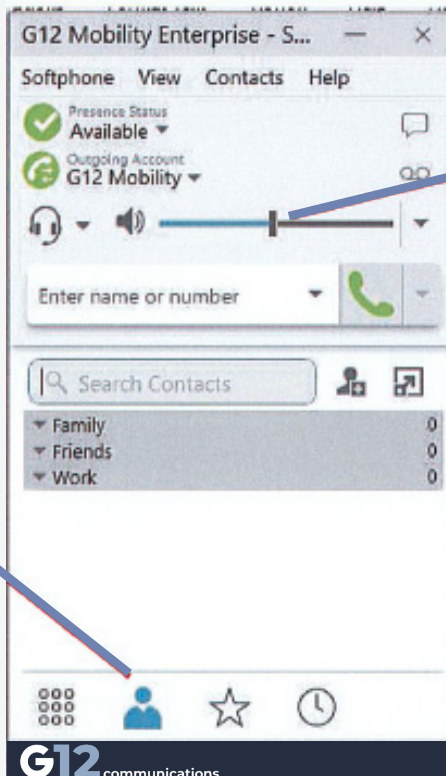 G12 Mobility Enterprise - S...
Softphone View Contacts Help
Presence Status
Available
Outgoing Account
G12 Mobility
Enter name or number
Search Contacts
Family 0
Friends 0
Work 0
G12 communications